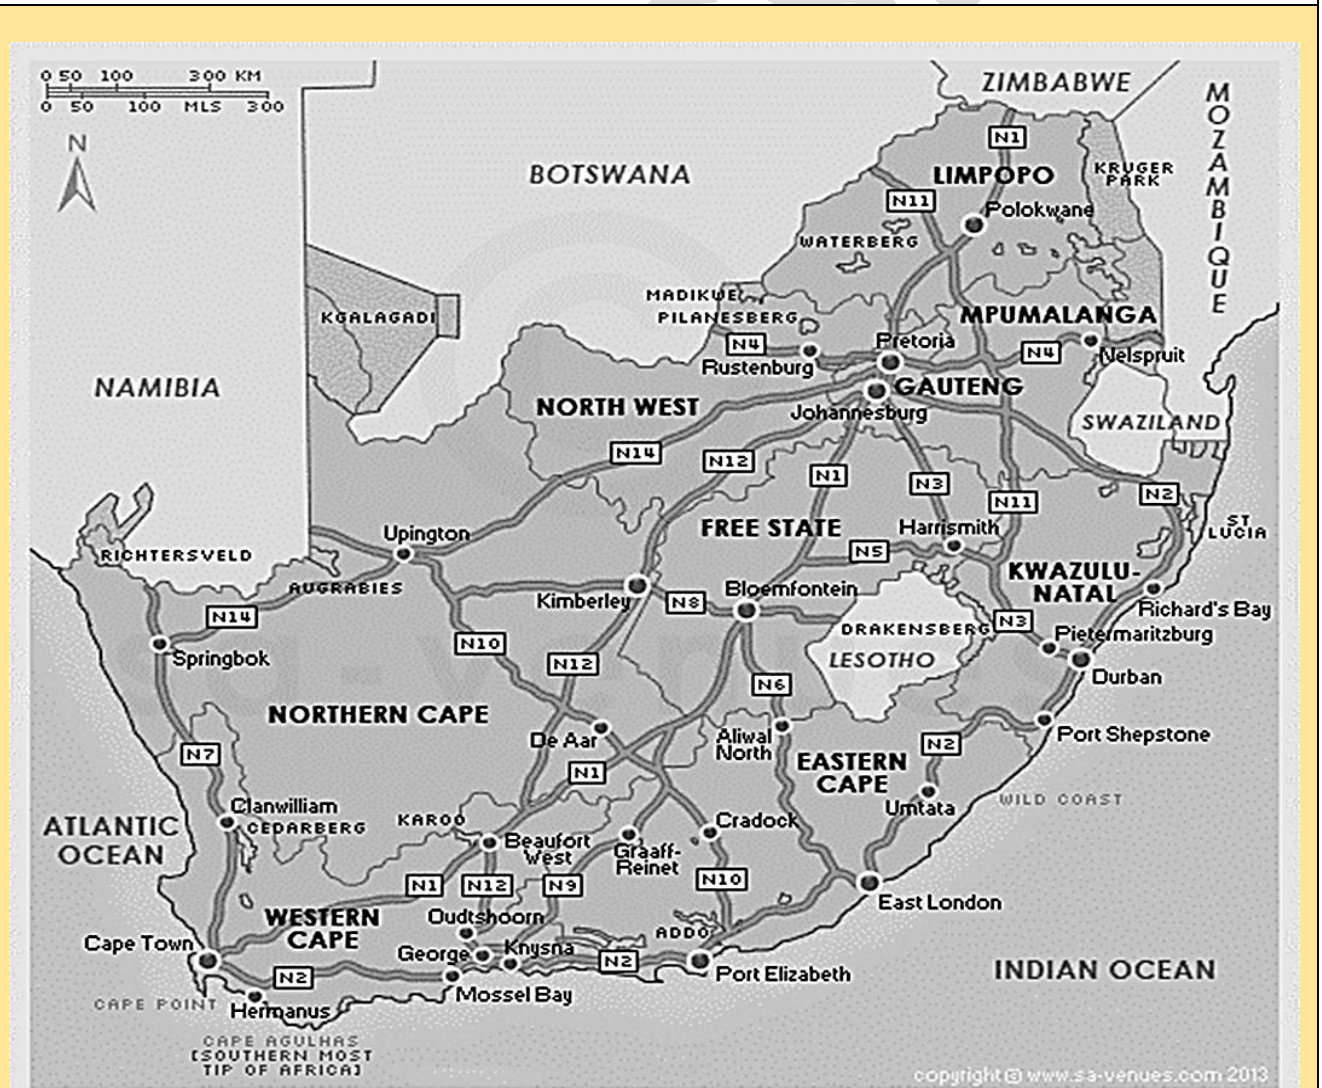 0 50 100 300 KM
0 50 100 MLS 300
N
ZIMBABWE
MOZAMBIQUE
BOTSWANA
N1
LIMPOPO
KRUGER
PARK
N11
Polokwane
WATERBERG
MADIKWE
PILANESBERG
KGALAGADI
MPUMALANGA
N4
Rustenburg
Pretoria
N4
Nelspruit
NAMIBIA
NORTH WEST
GAUTENG
Johannesburg
SWAZILAND
N14
N12
N1
N3
N11
N2
Upington
FREE STATE
Harrismith
ST
LUCIA
RICHTERSVELD
AUGRABIES
N5
KWAZULU-
NATAL
Kimberley
N8
Bloemfontein
Richard's Bay
N14
N10
DRAKENSBERG
N3
Pietermaritzburg
Springbok
N12
LESOTHO
Durban
N6
NORTHERN CAPE
De Aar
Aliwal
North
N2
Port Shepstone
N7
N1
EASTERN
CAPE
Umtata
WILD COAST
Clanwilliam
CEDARBERG
KAROO
Cradock
ATLANTIC
OCEAN
Beaufort
West
Graaff-
Reinet
N1
N12
N9
N10
East London
WESTERN
CAPE
Oudtshoorn
ADDO
Cape Town
George
Knysna
N2
N2
Port Elizabeth
INDIAN OCEAN
Mossel Bay
CAPE POINT
Hermanus
CAPE AGULHAS
[SOUTHERN MOST
TIP OF AFRICA]
copyright © www.sa-venues.com 2013